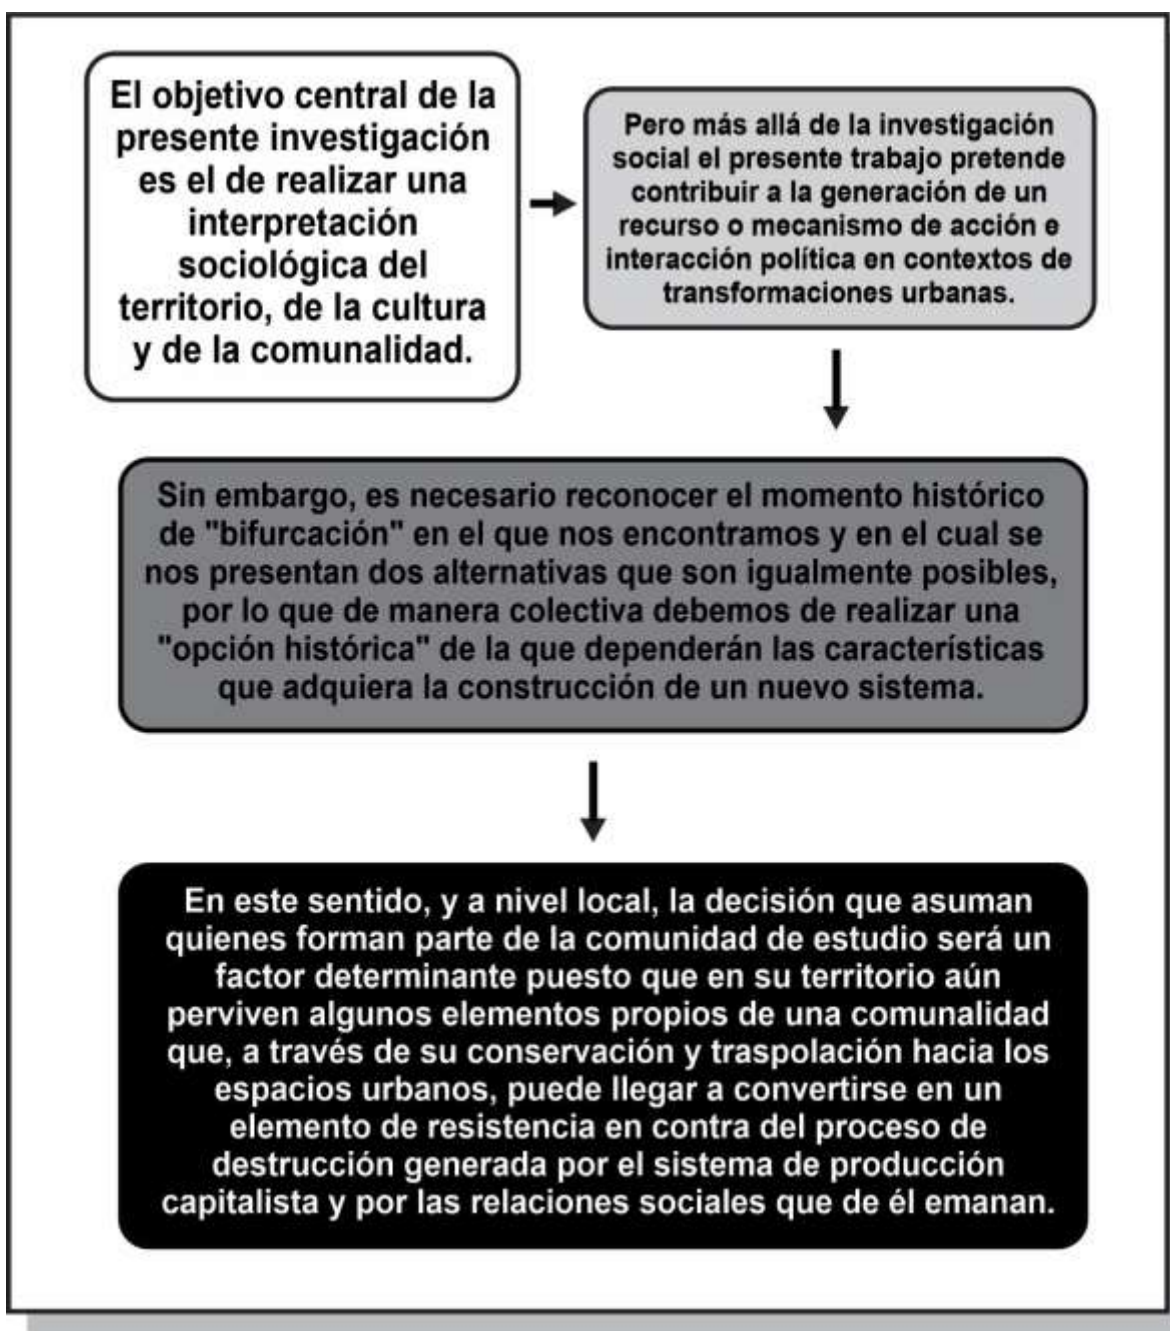 El objetivo central de la
presente investigación
es el de realizar una
interpretación
sociológica del
territorio, de la cultura
y de la comunalidad.
Pero más allá de la investigación
social el presente trabajo pretende
contribuir a la generación de un
recurso o mecanismo de acción e
interacción política en contextos de
transformaciones urbanas.
Sin embargo, es necesario reconocer el momento histórico
de "bifurcación" en el que nos encontramos y en el cual se
nos presentan dos alternativas que son igualmente posibles,
por lo que de manera colectiva debemos de realizar una
"opción histórica" de la que dependerán las características
que adquiera la construcción de un nuevo sistema.
En este sentido, y a nivel local, la decisión que asuman
quienes forman parte de la comunidad de estudio será un
factor determinante puesto que en su territorio aún
perviven algunos elementos propios de una comunalidad
que, a través de su conservación y traspolación hacia los
espacios urbanos, puede llegar a convertirse en un
elemento de resistencia en contra del proceso de
destrucción generada por el sistema de producción
capitalista y por las relaciones sociales que de él emanan.